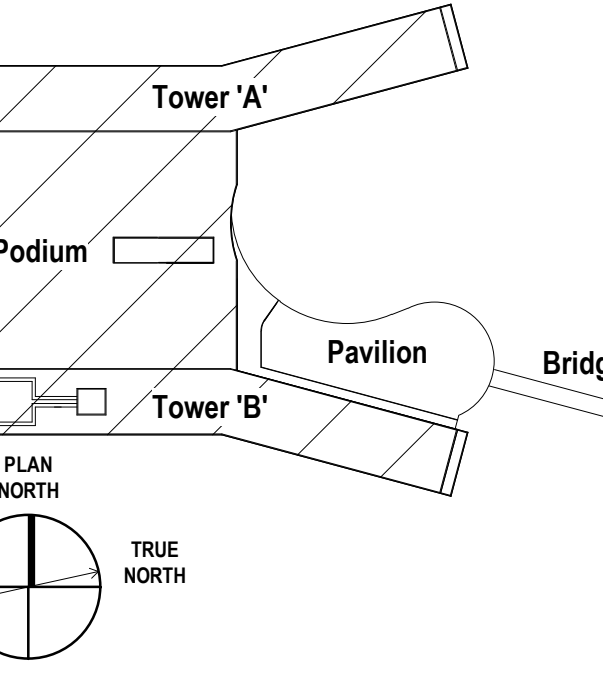 Tower 'A'
Podium
Pavilion
Tower 'B'
PLAN
NORTH
TRUE
NORTH